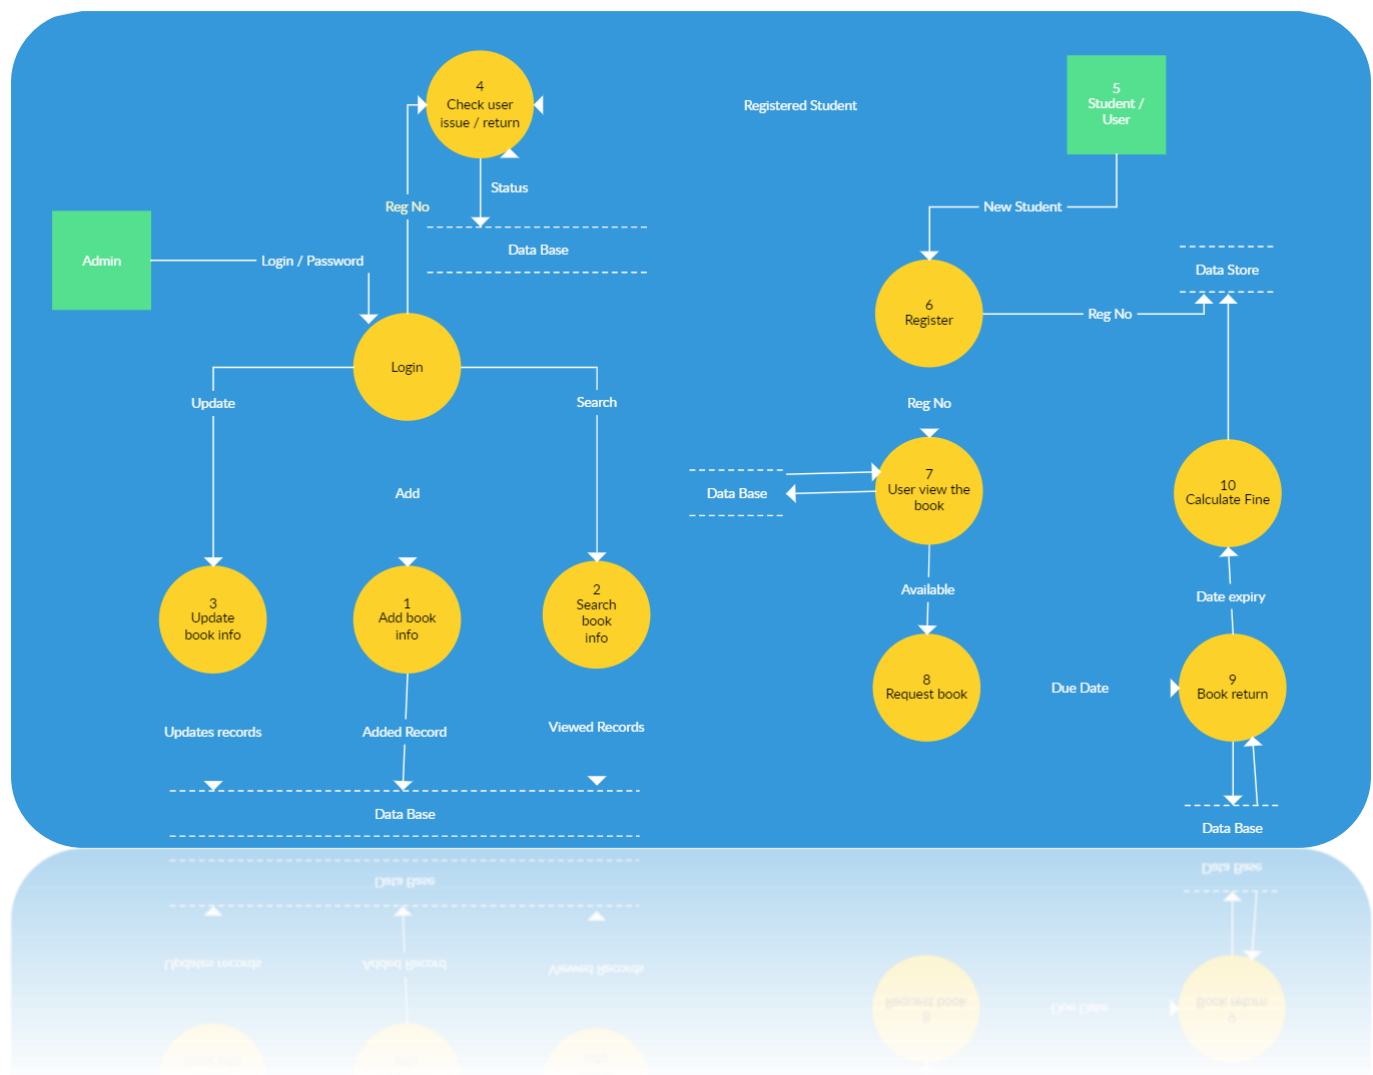 4
Check user
issue / return
Registered Student
5
Student /
User
Status
Reg No
New Student
Data Base
Admin
Login / Password
Data Store
6
Register
Reg No
Login
Update
Search
Reg No
Add
Data Base
7
User view the
book
10
Calculate Fine
Available
Date expiry
3
Update
book info
1
Add book
info
2
Search
book
info
8
Request book
Due Date
9
Book return
Updates records
Added Record
Viewed Records
Data Base
Data Base